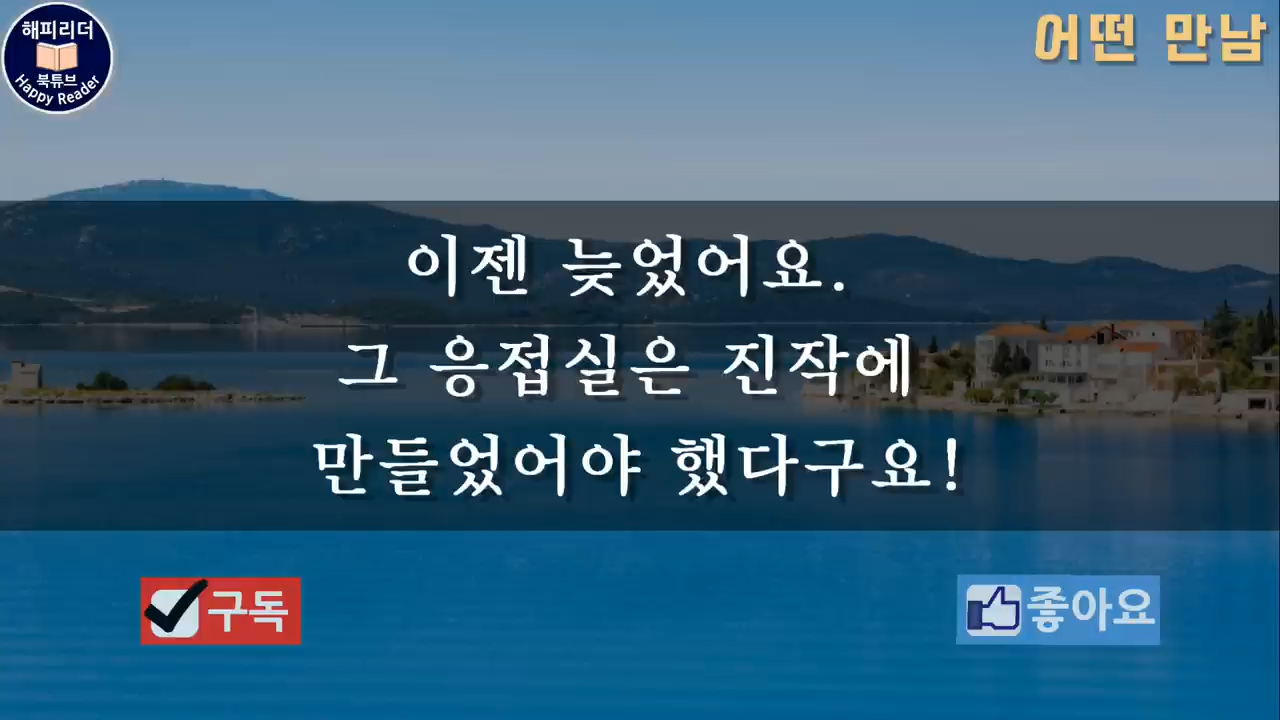 해피리더
북튜브
Happy Reader
어떤 만남
이젠 늦었어요.
그 응접실은 진작에
만들었어야 했다구요!
구독
좋아요